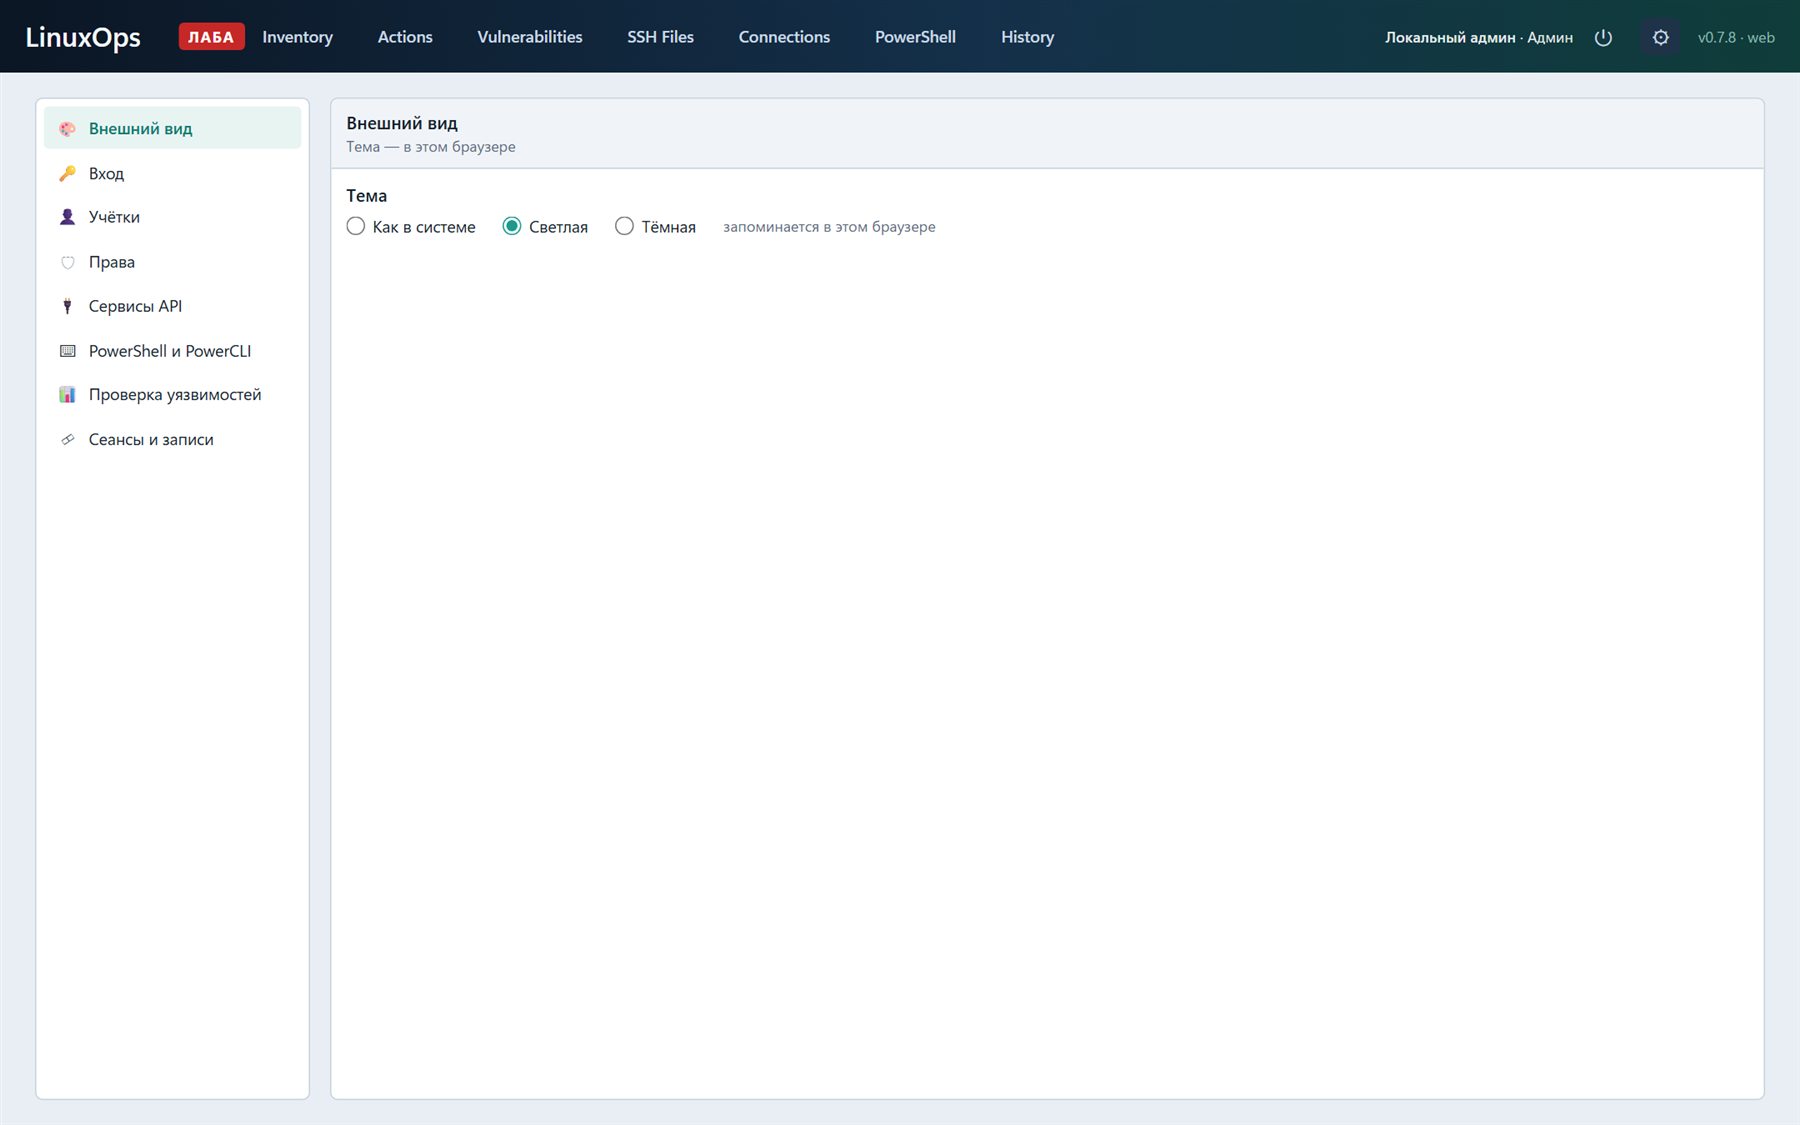 LinuxOps ЛАБА Inventory Actions Vulnerabilities SSH Files Connections PowerShell History Локальный админ · Админ v0.7.8 · web
Внешний вид
Вход
Учётки
Права
Сервисы API
PowerShell и PowerCLI
Проверка уязвимостей
Сеансы и записи
Внешний вид
Тема — в этом браузере
Тема
Как в системе Светлая Тёмная запоминается в этом браузере